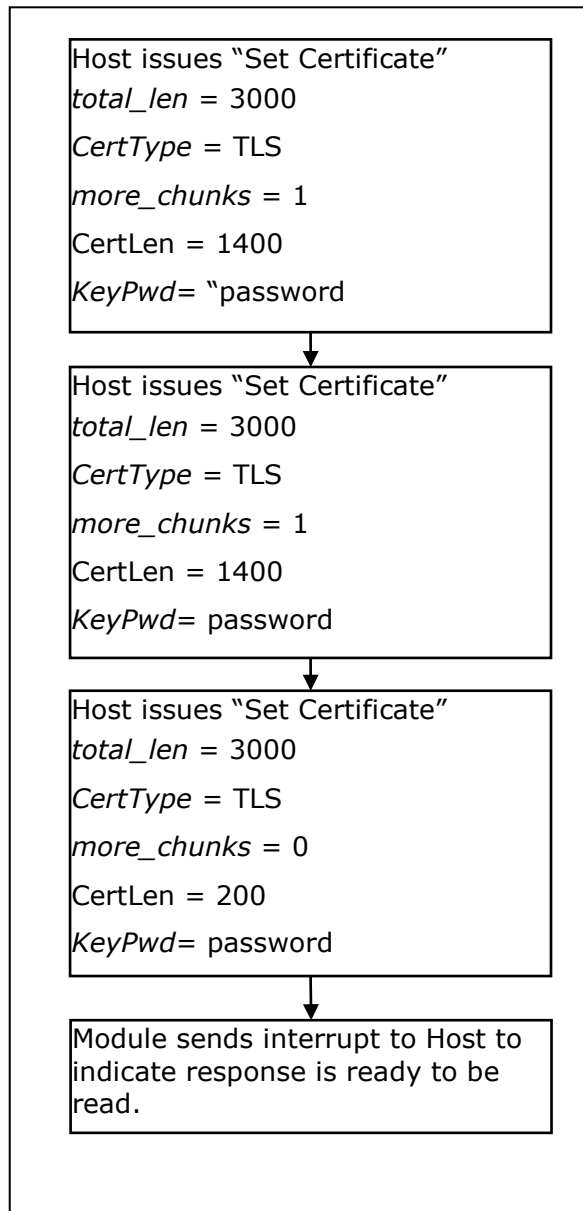 Host issues “Set Certificate”
total_len = 3000
CertType = TLS
more_chunks = 1
CertLen = 1400
KeyPwd= “password
Host issues “Set Certificate”
total_len = 3000
CertType = TLS
more_chunks = 1
CertLen = 1400
KeyPwd= password
Host issues “Set Certificate”
total_len = 3000
CertType = TLS
more_chunks = 0
CertLen = 200
KeyPwd= password
Module sends interrupt to Host to
indicate response is ready to be
read.